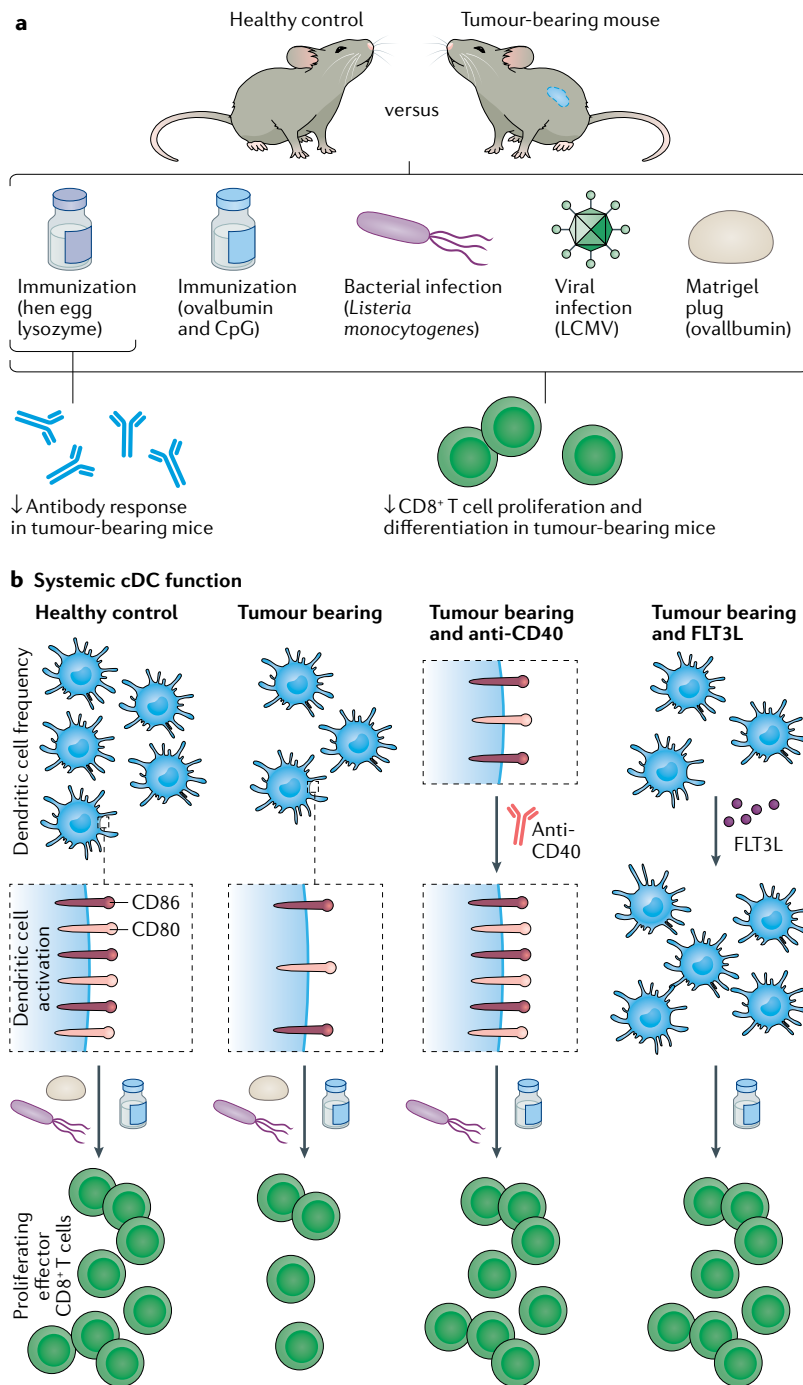 a
Healthy control
Tumour-bearing mouse
versus
Immunization
(hen egg
lysozyme)
Immunization
(ovalbumin
and CpG)
Bacterial infection
(Listeria
monocytogenes)
Viral
infection
(LCMV)
Matrigel
plug
(ovallbumin)
↓ Antibody response
in tumour-bearing mice
↓ CD8+ T cell proliferation and
differentiation in tumour-bearing mice
b Systemic cDC function
Healthy control
Tumour bearing
Tumour bearing
and anti-CD40
Tumour bearing
and FLT3L
Dendritic cell frequency
Anti-
CD40
FLT3L
Dendritic cell
activation
CD86
CD80
Proliferating
effector
CD8+ T cells